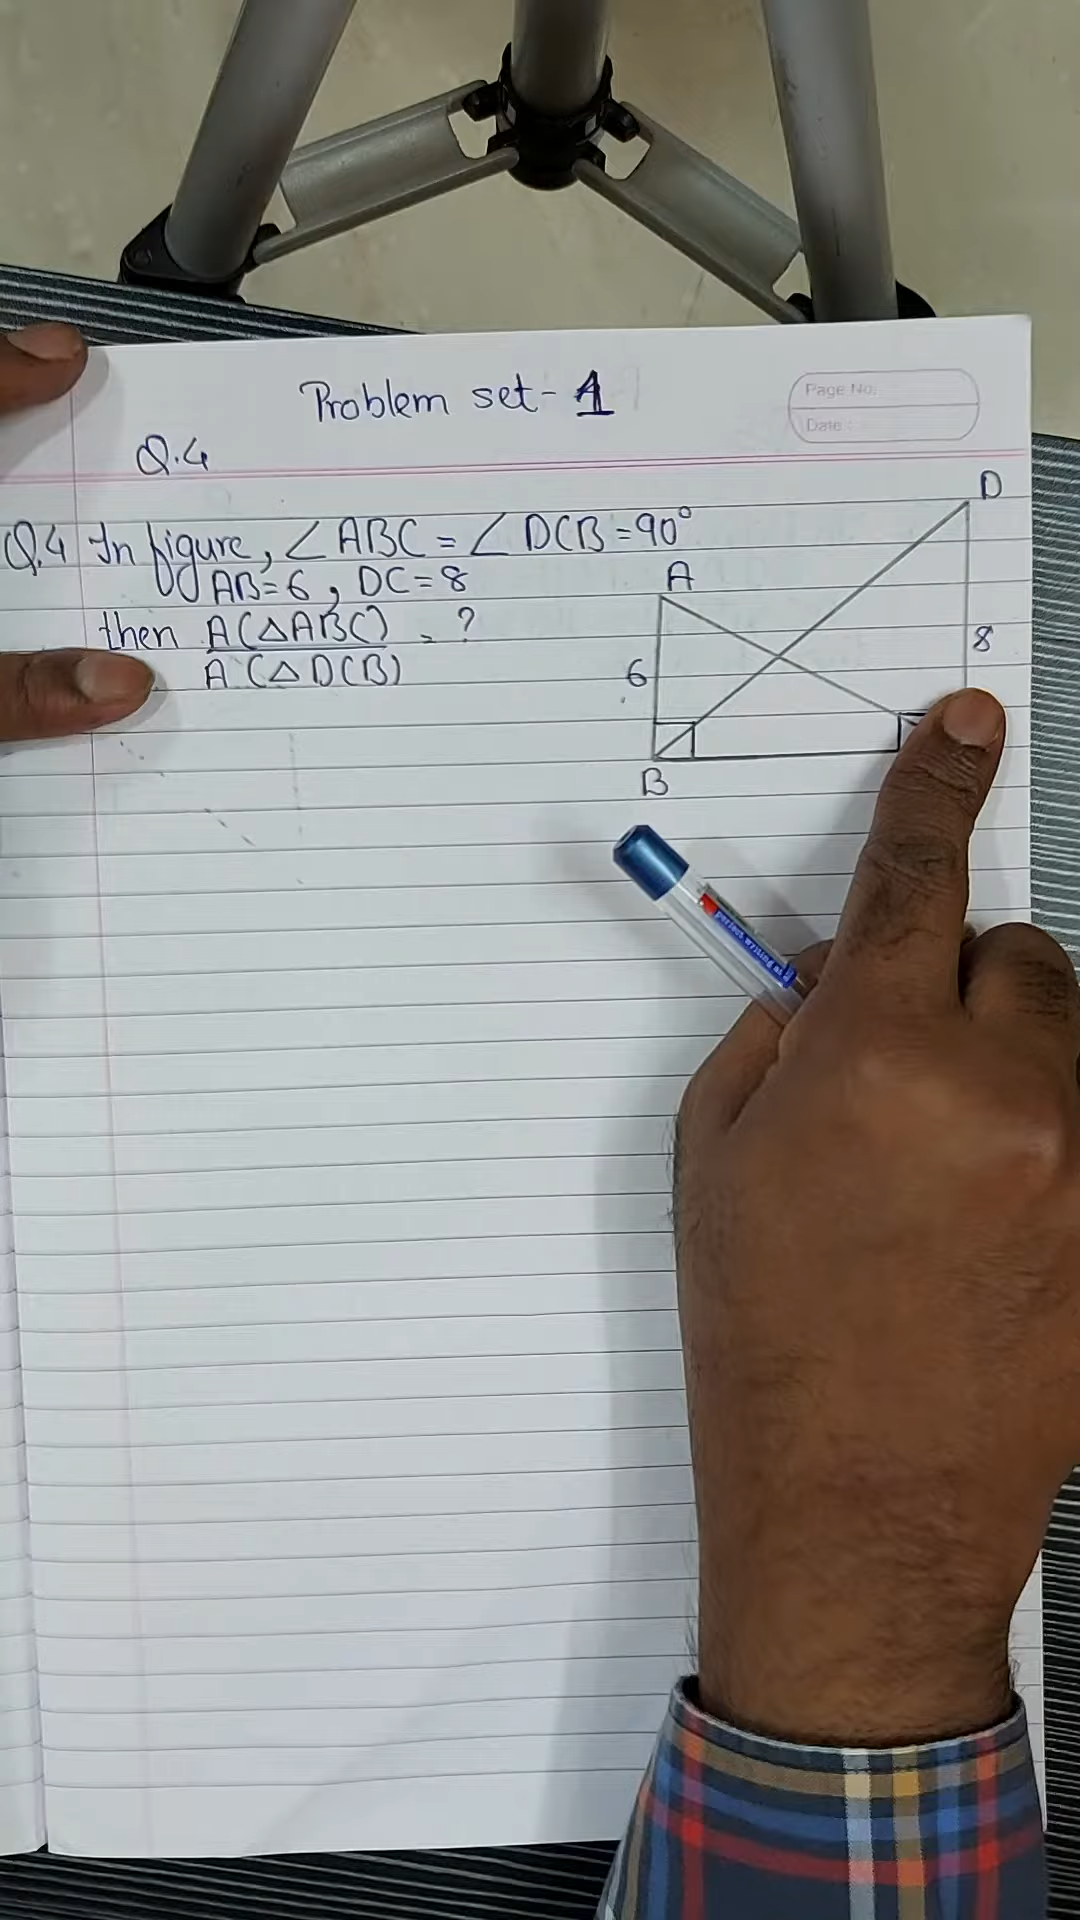 Problem set-1
Page No.
Date:
Q.4
Q.4 In figure, ∠ABC = ∠DCB = 90°
AB=6, DC=8
then A(△ABC) = ?
A(△DCB)
D
A
8
6
B